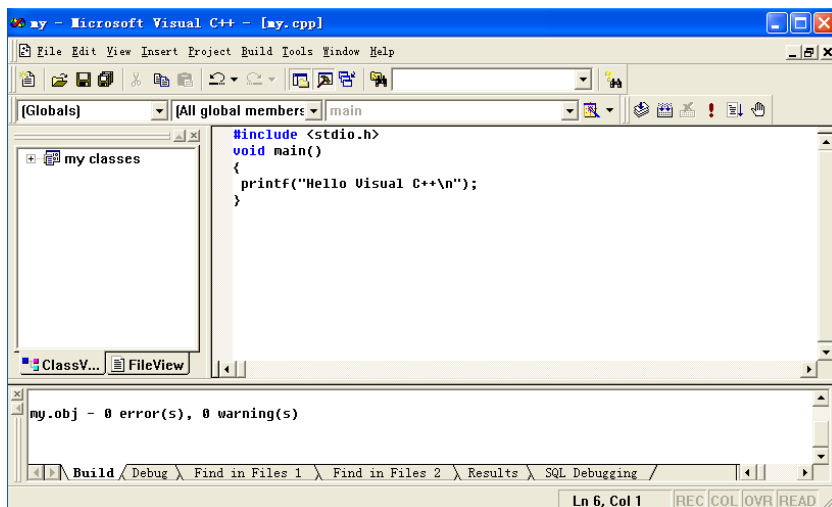 my - Microsoft Visual C++ - [my.cpp]
File Edit View Insert Project Build Tools Window Help
(Globals) (All global members main
my classes
#include <stdio.h>
void main()
{
printf("Hello Visual C++\n");
}
ClassV... FileView
my.obj - 0 error(s), 0 warning(s)
Build Debug Find in Files 1 Find in Files 2 Results SQL Debugging
Ln 6, Col 1 REC COL OVR READ